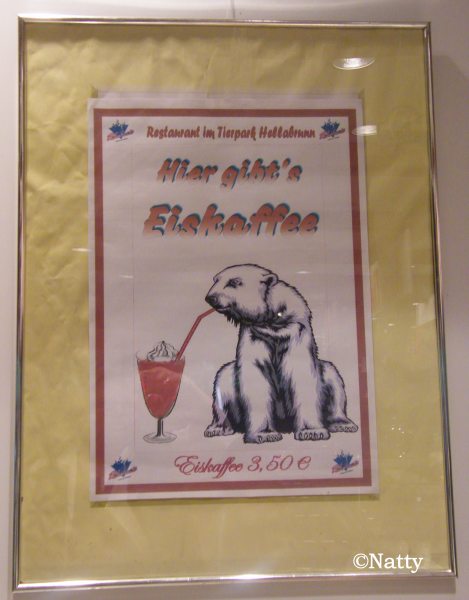 Restaurant im Tierpark Hellabrunn
Hier gibt's
Eiskaffee
Eiskaffee 3,50 €
©Natty